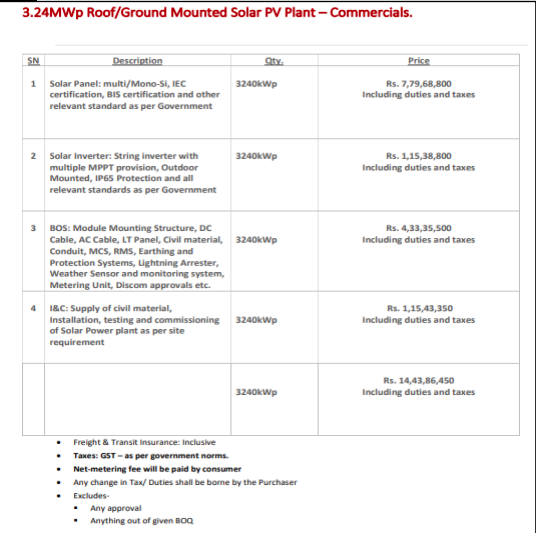 3.24MWp Roof/Ground Mounted Solar PV Plant – Commercials.
SN Description Qty. Price
1 Solar Panel: multi/Mono-Si, IEC 3240kWp Rs. 7,79,68,800
certification, BIS certification and other Including duties and taxes
relevant standard as per Government
2 Solar Inverter: String inverter with 3240kWp Rs. 1,15,38,800
multiple MPPT provision, Outdoor Including duties and taxes
Mounted, IP65 Protection and all
relevant standards as per Government
3 BOS: Module Mounting Structure, DC Rs. 4,33,35,500
Cable, AC Cable, LT Panel, Civil material, 3240kWp Including duties and taxes
Conduit, MCS, RMS, Earthing and
Protection Systems, Lightning Arrester,
Weather Sensor and monitoring system,
Metering Unit, Discom approvals etc.
4 I&C: Supply of civil material, Rs. 1,15,43,350
Installation, testing and commissioning 3240kWp Including duties and taxes
of Solar Power plant as per site
requirement
Rs. 14,43,86,450
3240kWp Including duties and taxes
• Freight & Transit Insurance: Inclusive
• Taxes: GST – as per government norms.
• Net-metering fee will be paid by consumer
• Any change in Tax/ Duties shall be borne by the Purchaser
• Excludes-
▪ Any approval
▪ Anything out of given BOQ